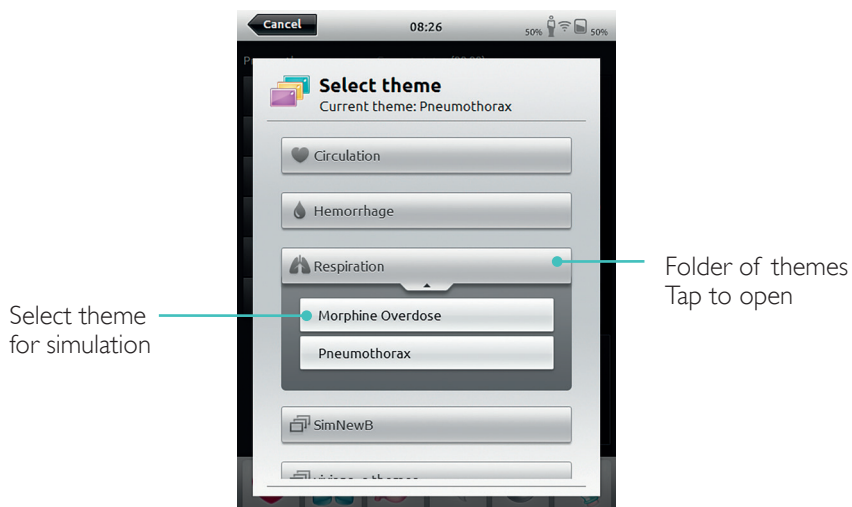 Cancel
08:26
50%
50%
Select theme
Current theme: Pneumothorax
Circulation
Hemorrhage
Respiration
Folder of themes
Tap to open
Morphine Overdose
Select theme
for simulation
Pneumothorax
SimNewB
themes